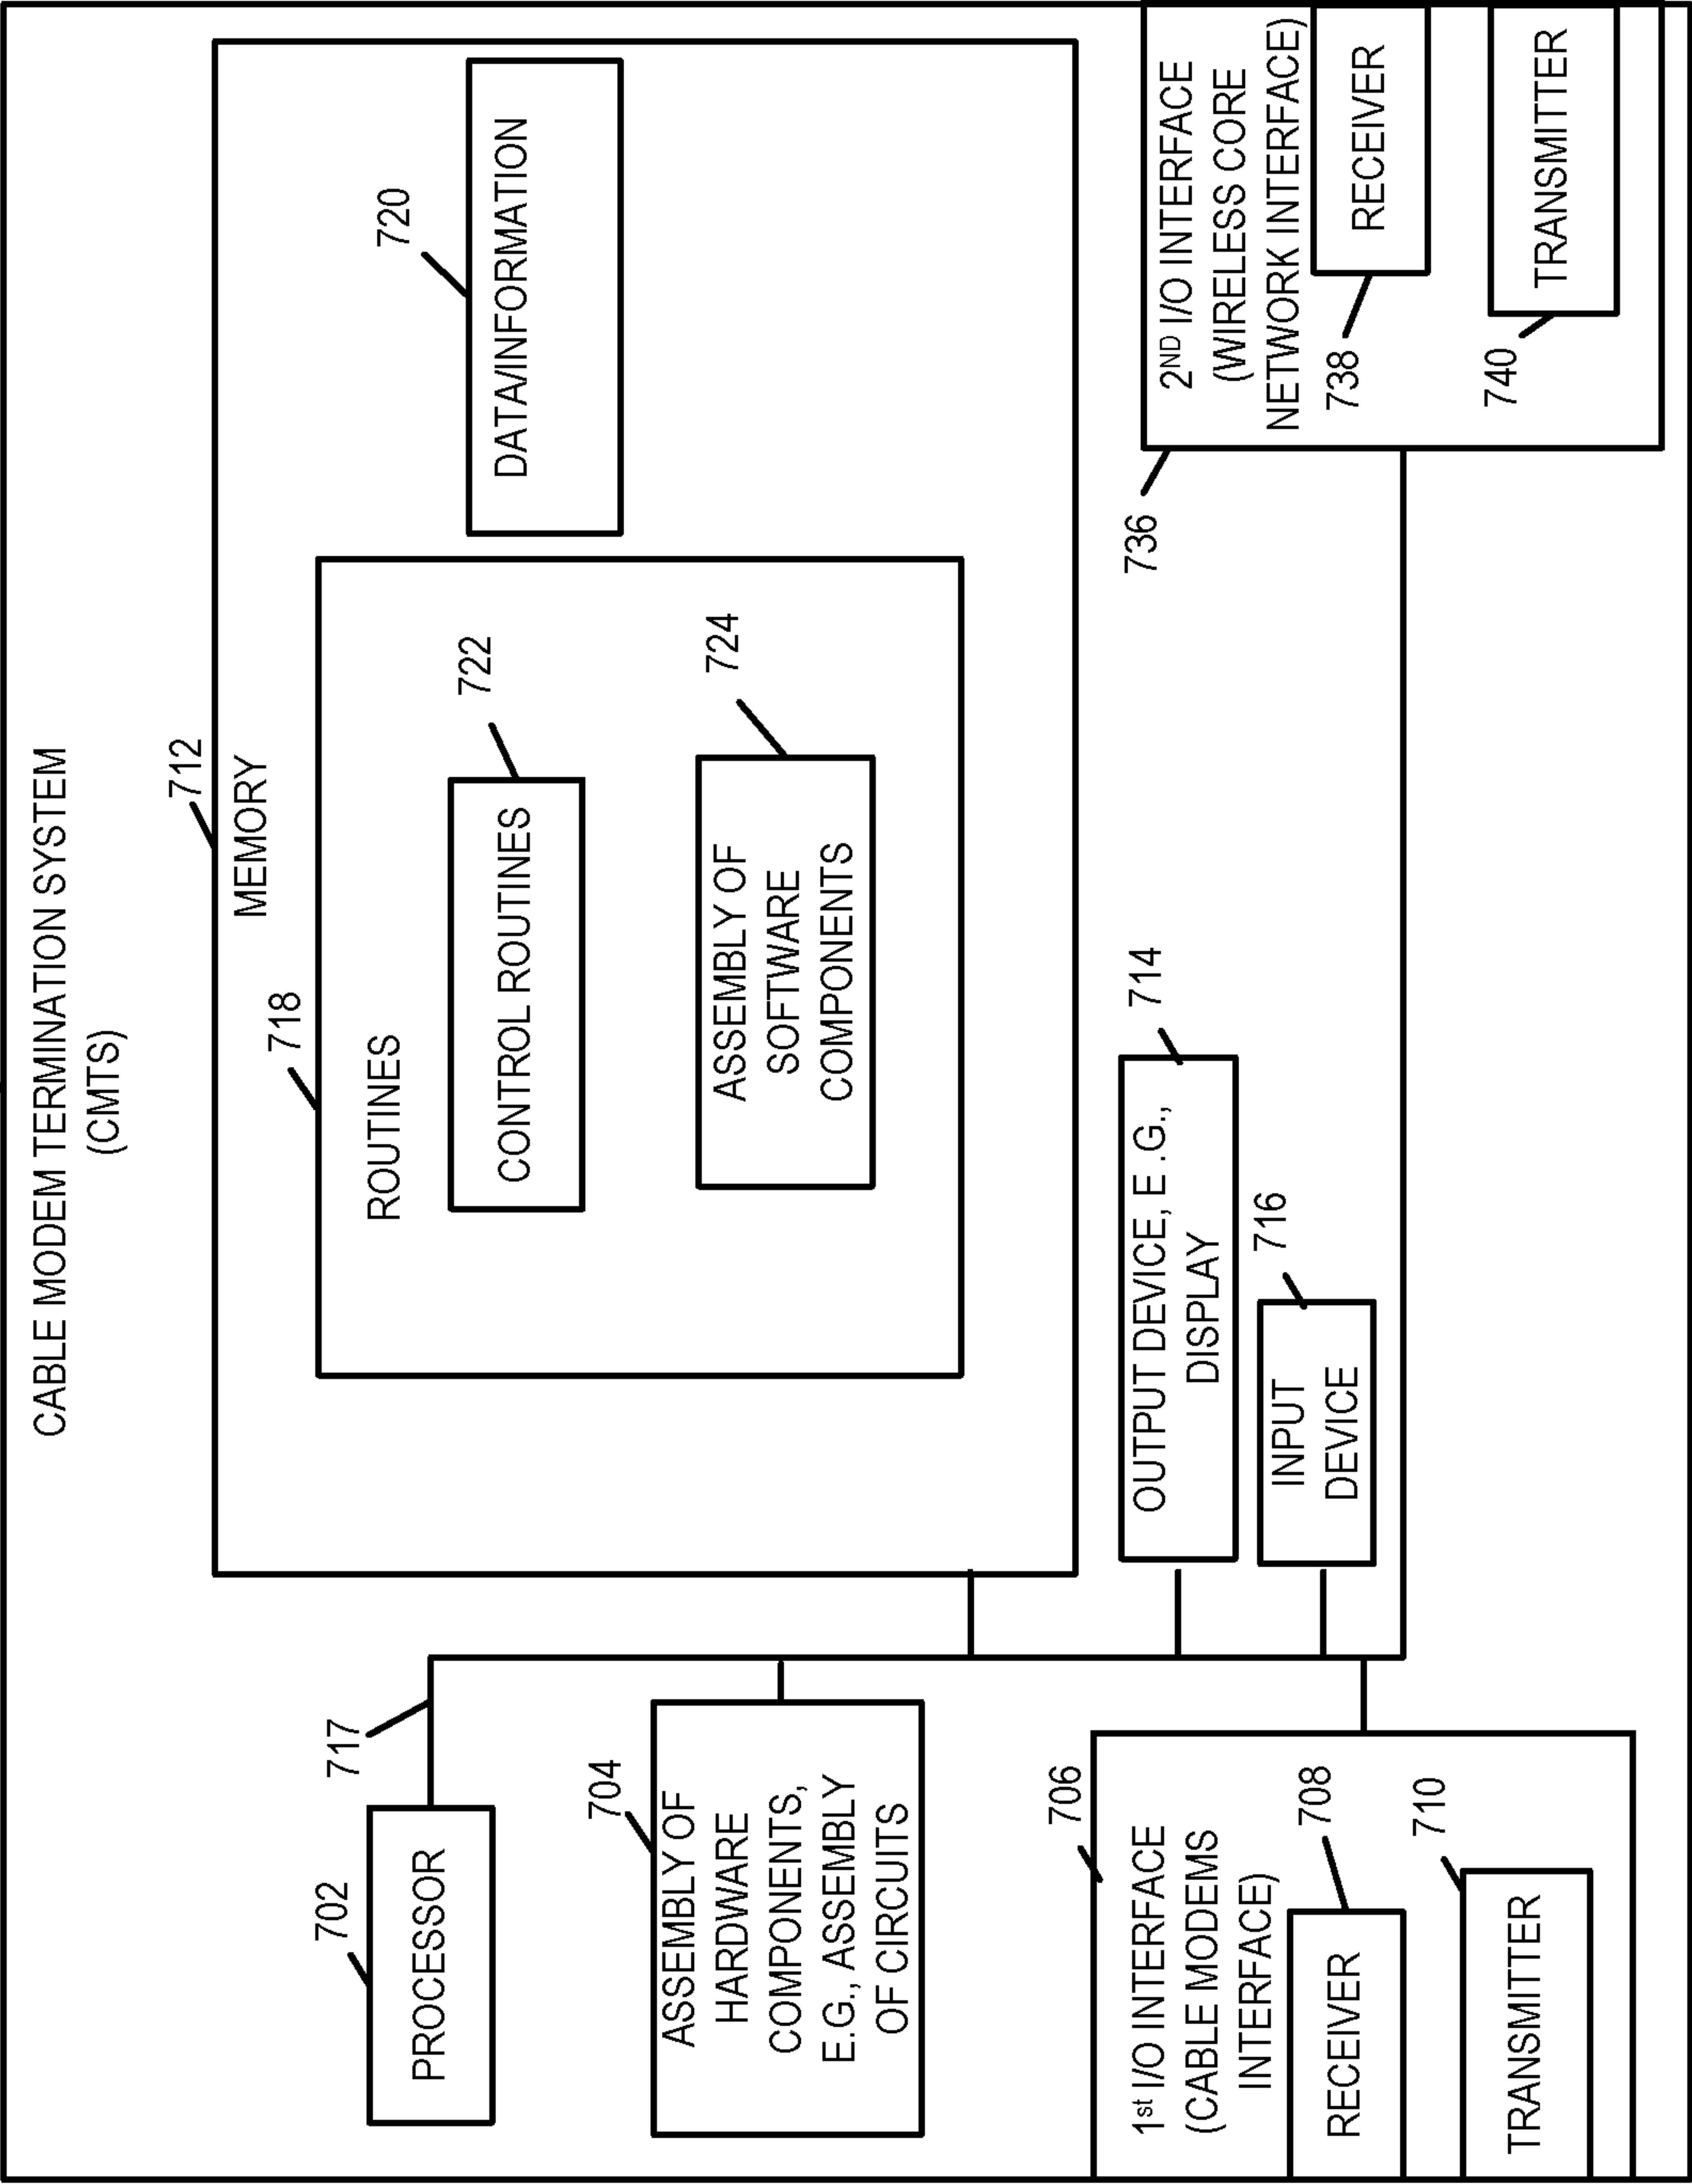 CABLE MODEM TERMINATION SYSTEM
(CMTS)
702
PROCESSOR
717
704
ASSEMBLY OF
HARDWARE
COMPONENTS,
E.G., ASSEMBLY
OF CIRCUITS
706
1st I/O INTERFACE
(CABLE MODEMS
INTERFACE)
708
RECEIVER
710
TRANSMITTER
712
MEMORY
718
ROUTINES
722
CONTROL ROUTINES
724
ASSEMBLY OF
SOFTWARE
COMPONENTS
720
DATA/INFORMATION
714
OUTPUT DEVICE, E .G.,
DISPLAY
716
INPUT
DEVICE
736
2ND I/O INTERFACE
(WIRELESS CORE
NETWORK INTERFACE)
738
RECEIVER
740
TRANSMITTER